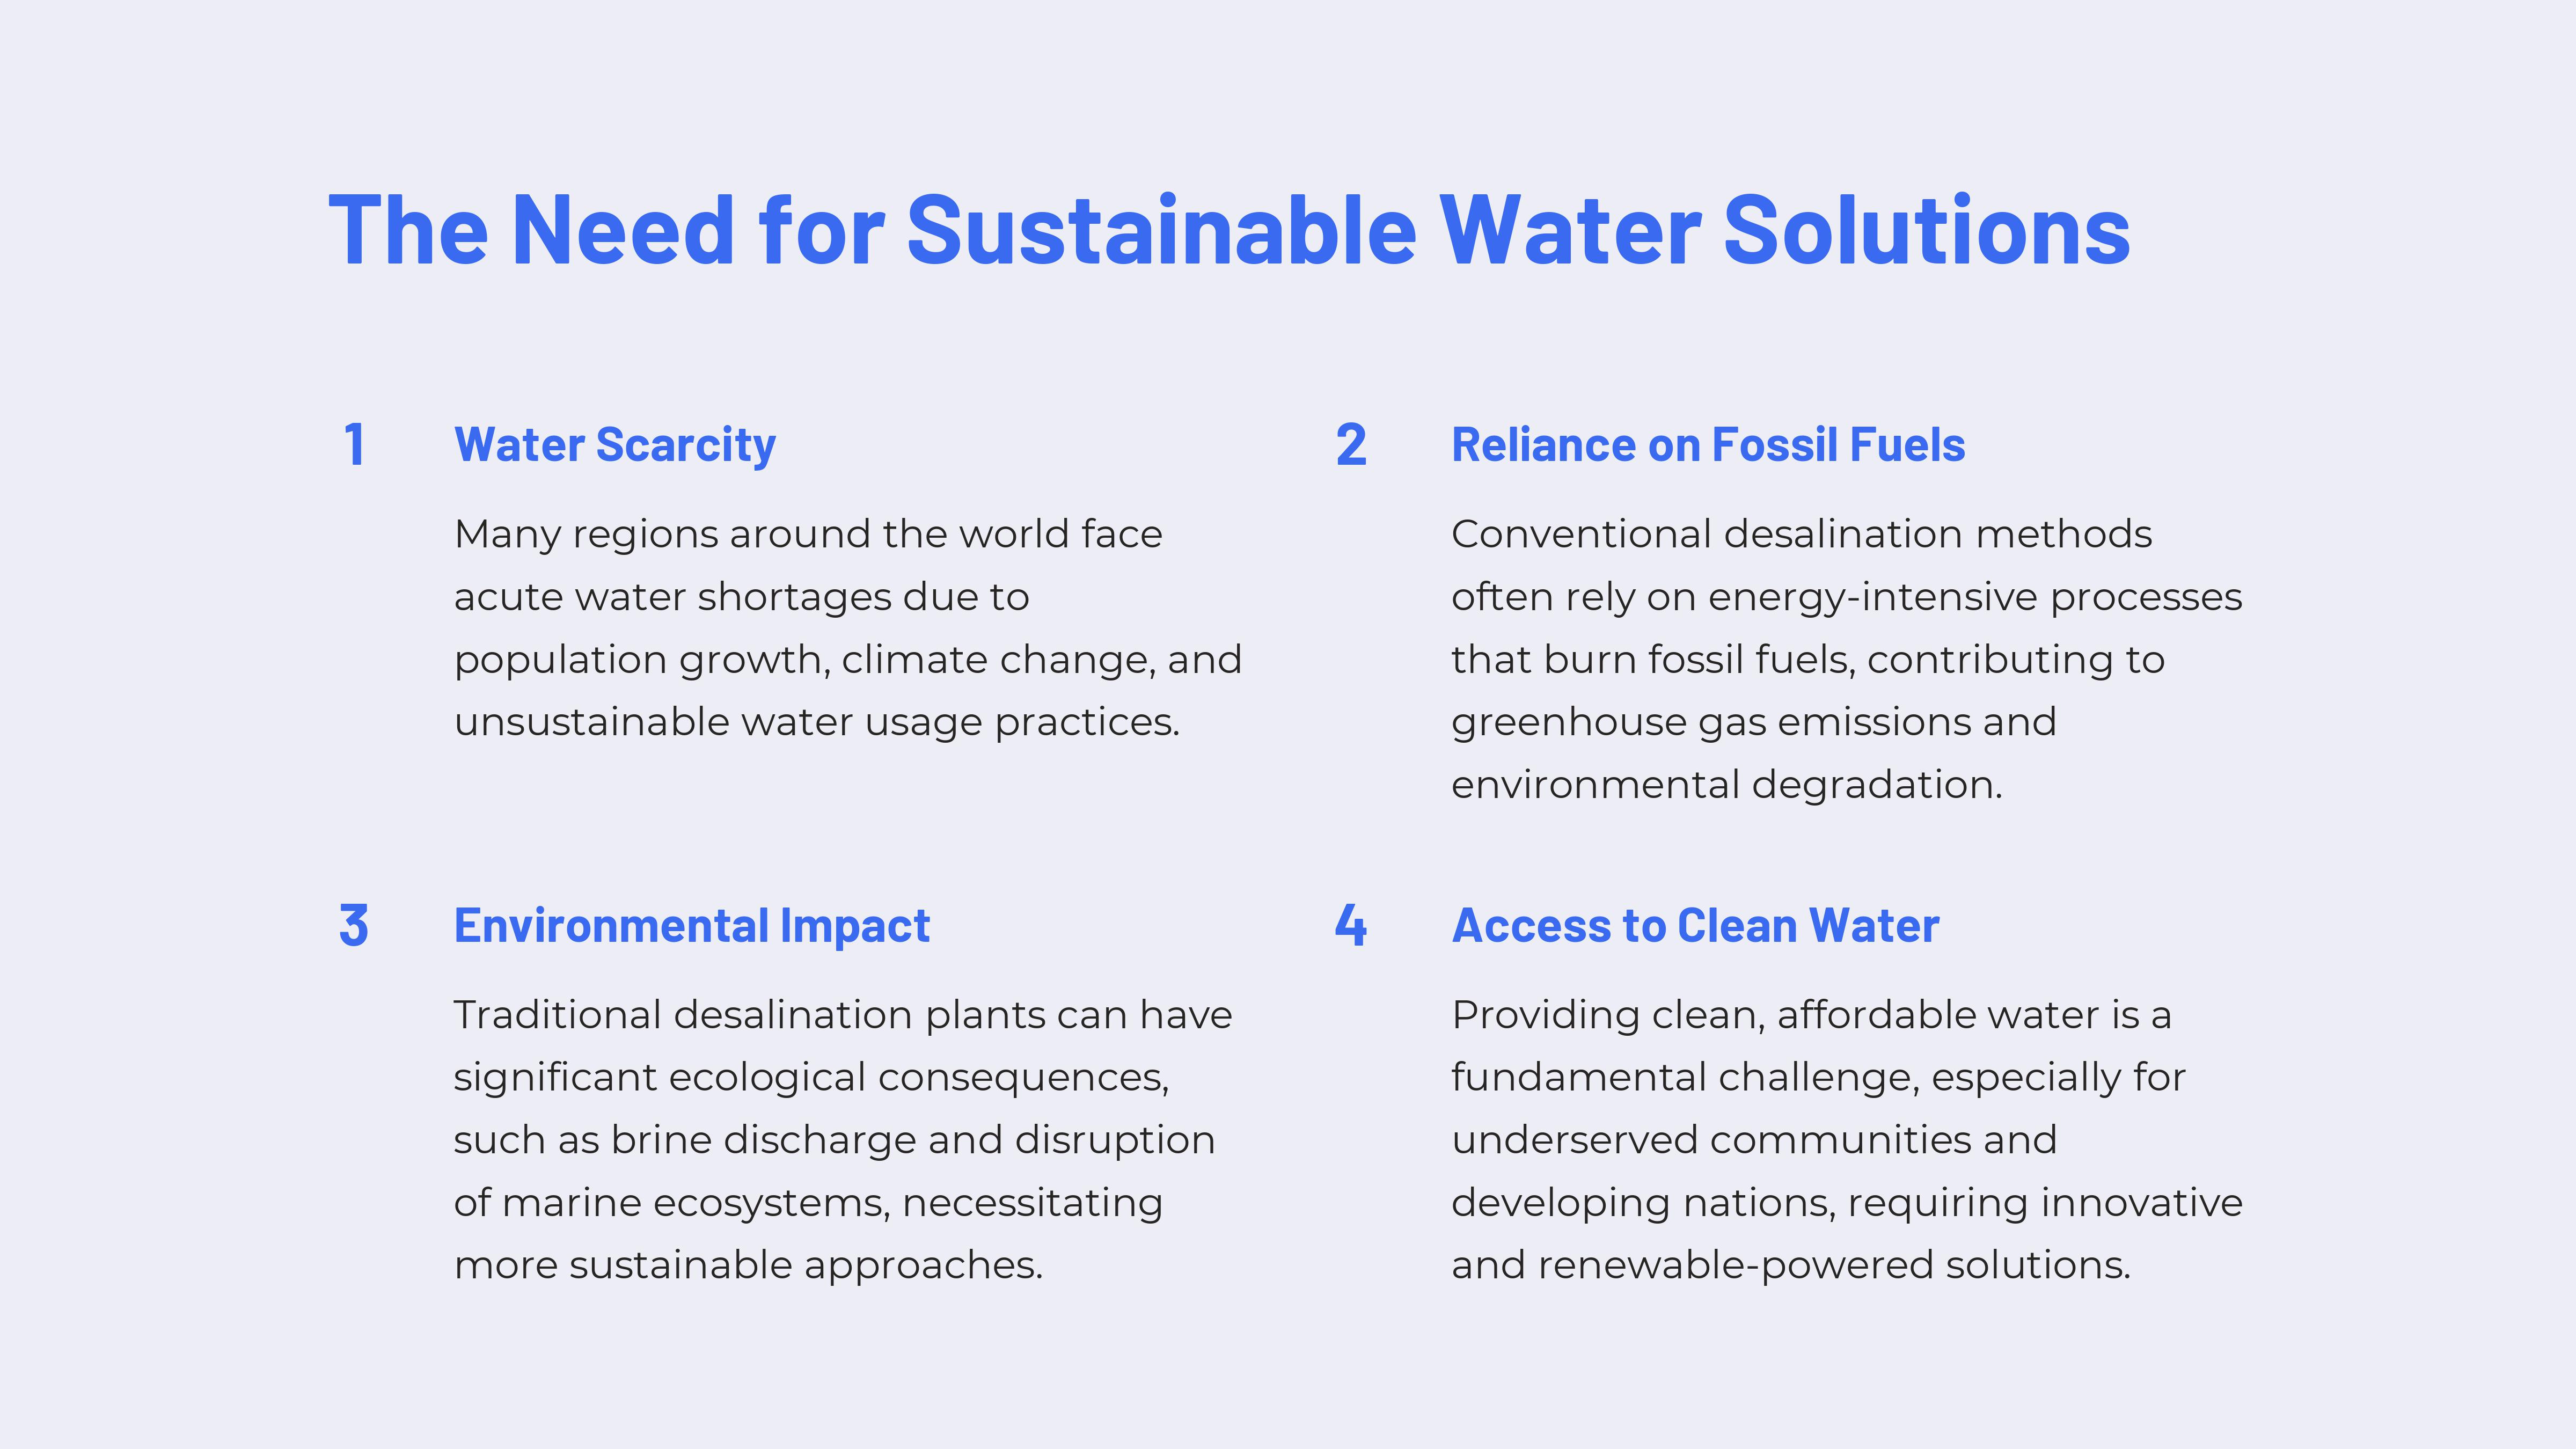 The Need for Sustainable Water Solutions
1
Water Scarcity
Many regions around the world face
acute water shortages due to
population growth, climate change, and
unsustainable water usage practices.
2
Reliance on Fossil Fuels
Conventional desalination methods
often rely on energy-intensive processes
that burn fossil fuels, contributing to
greenhouse gas emissions and
environmental degradation.
3
Environmental Impact
Traditional desalination plants can have
significant ecological consequences,
such as brine discharge and disruption
of marine ecosystems, necessitating
more sustainable approaches.
4
Access to Clean Water
Providing clean, affordable water is a
fundamental challenge, especially for
underserved communities and
developing nations, requiring innovative
and renewable-powered solutions.